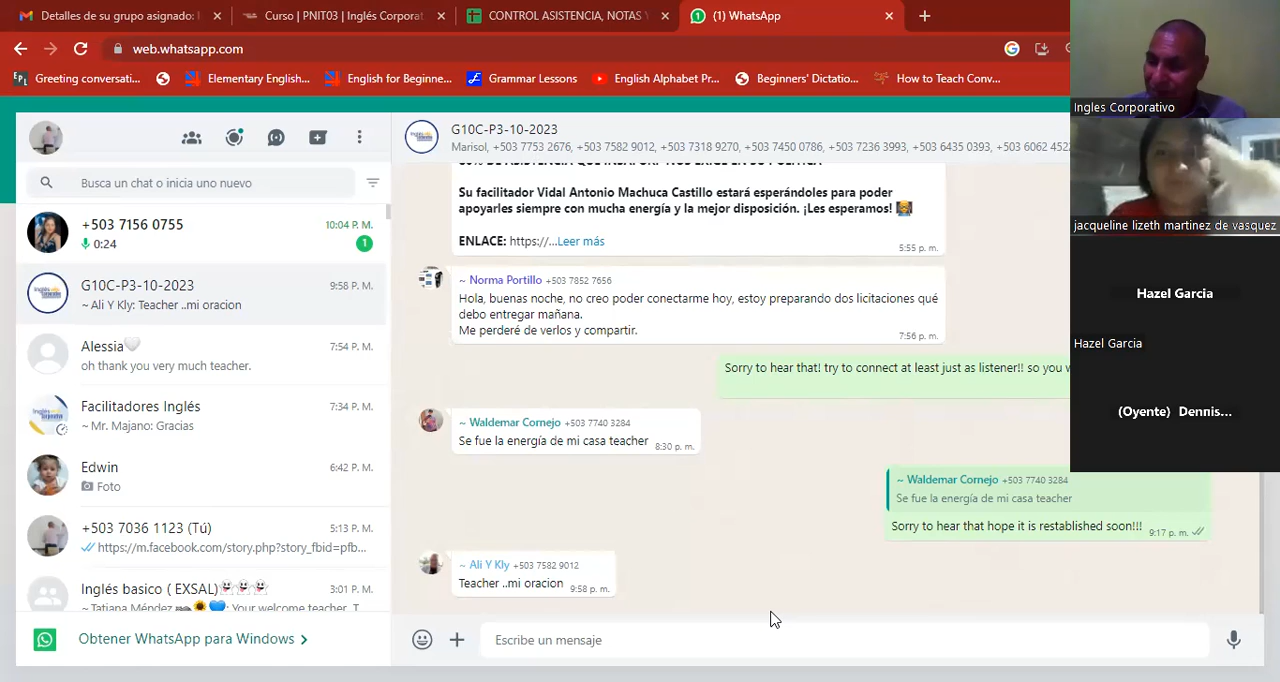 Detalles de su grupo asignado: I
Curso | PNIT03 | Inglés Corporat
CONTROL ASISTENCIA, NOTAS Y
(1) WhatsApp
web.whatsapp.com
Greeting conversati...
Elementary English...
English for Beginne...
Grammar Lessons
English Alphabet Pr...
Beginners' Dictatio...
How to Teach Conv...
Busca un chat o inicia uno nuevo
+503 7156 0755
10:04 P. M.
0:24
1
G10C-P3-10-2023
9:58 P. M.
~ Ali Y Kly: Teacher ..mi oracion
Alessia🤍
7:54 P. M.
oh thank you very much teacher.
Facilitadores Inglés
7:34 P. M.
~ Mr. Majano: Gracias
Edwin
6:42 P. M.
Foto
+503 7036 1123 (Tú)
5:13 P. M.
https://m.facebook.com/story.php?story_fbid=pfb...
Inglés basico ( EXSAL)👻👻👻
3:01 P. M.
Obtener WhatsApp para Windows
G10C-P3-10-2023
Marisol, +503 7753 2676, +503 7582 9012, +503 7318 9270, +503 7450 0786, +503 7236 3993, +503 6435 0393, +503 6062 452
Su facilitador Vidal Antonio Machuca Castillo estará esperándoles para poder
apoyarles siempre con mucha energía y la mejor disposición. ¡Les esperamos!
ENLACE: https://...Leer más
5:55 p. m.
~ Norma Portillo +503 7852 7656
Hola, buenas noche, no creo poder conectarme hoy, estoy preparando dos licitaciones qué
debo entregar mañana.
Me perderé de verlos y compartir.
7:56 p. m.
Sorry to hear that! try to connect at least just as listener!! so you w
~ Waldemar Cornejo +503 7740 3284
Se fue la energía de mi casa teacher
8:30 p. m.
~ Waldemar Cornejo +503 7740 3284
Se fue la energía de mi casa teacher
Sorry to hear that hope it is restablished soon!!!
9:17 p. m.
~ Ali Y Kly +503 7582 9012
Teacher ..mi oracion
9:58 p. m.
Escribe un mensaje
Ingles Corporativo
jacqueline lizeth martinez de vasquez
Hazel Garcia
Hazel Garcia
(Oyente) Dennis...